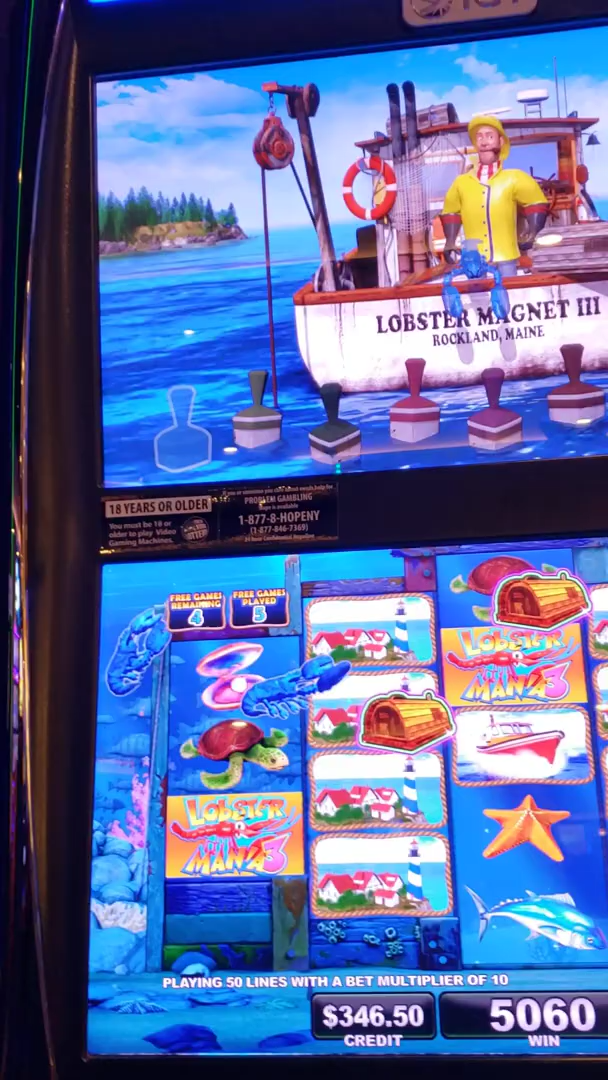 IGT
LOBSTER MAGNET III
ROCKLAND, MAINE
18 YEARS OR OLDER
You must be 18 or
older to play Video
Gaming Machines.
PROBLEM GAMBLING
1-877-8-HOPENY
(1-877-846-7369)
FREE GAMES
REMAINING
4
FREE GAMES
PLAYED
5
LOBSTER
MANIA 3
LOBSTER
MANIA 3
PLAYING 50 LINES WITH A BET MULTIPLIER OF 10
$346.50
CREDIT
5060
WIN